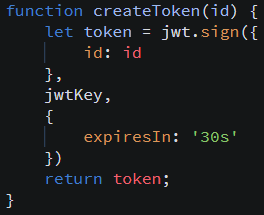 function createToken(id) {
    let token = jwt.sign({
        id: id
    },
    jwtKey,
    {
        expiresIn: '30s'
    })
    return token;
}